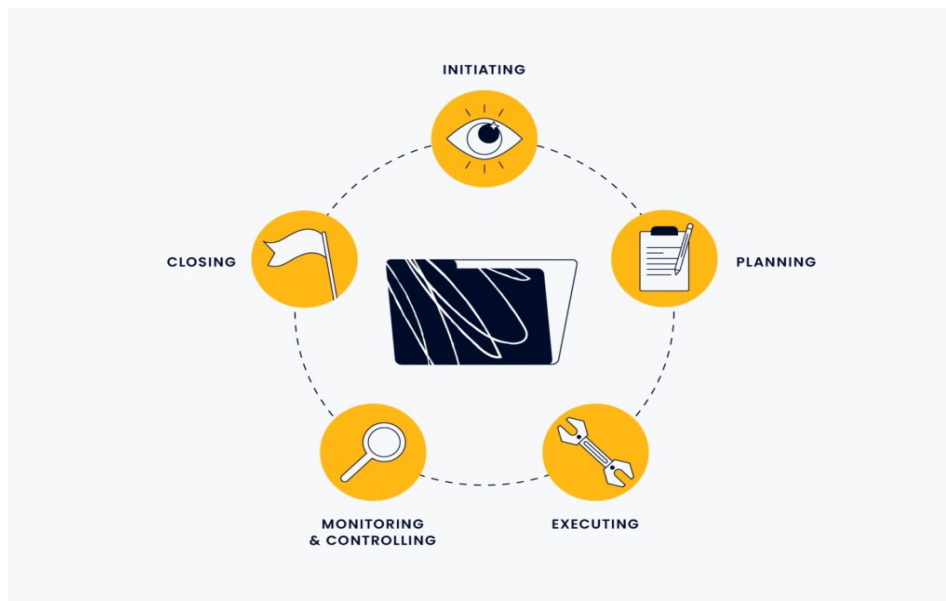 INITIATING
PLANNING
EXECUTING
MONITORING
& CONTROLLING
CLOSING